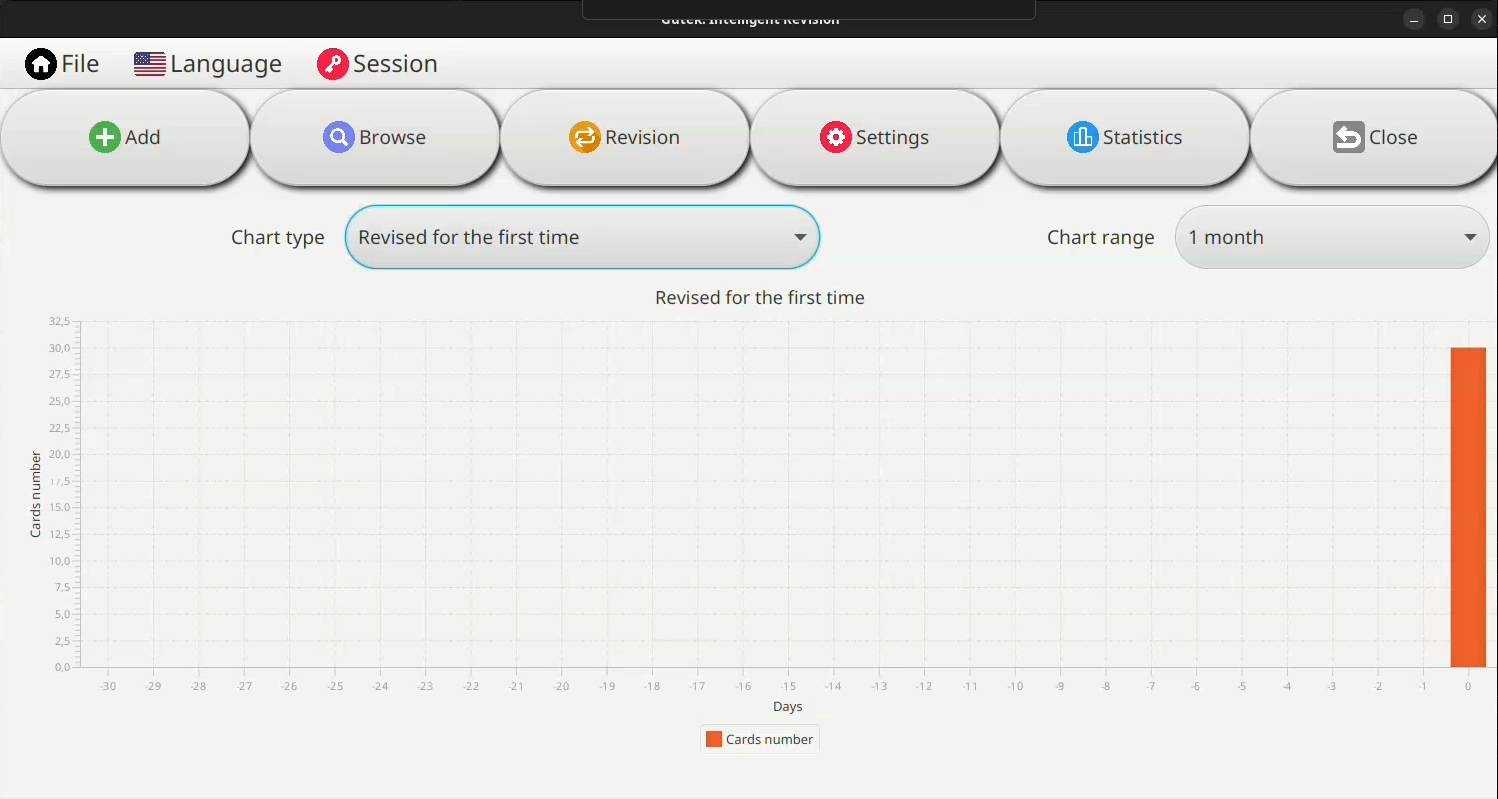 Gutek: Intelligent Revision
File Language Session
Add Browse Revision Settings Statistics Close
Chart type Revised for the first time Chart range 1 month
Revised for the first time
32,5
30,0
27,5
25,0
22,5
20,0
17,5
15,0
12,5
10,0
7,5
5,0
2,5
0,0
Cards number
-30 -29 -28 -27 -26 -25 -24 -23 -22 -21 -20 -19 -18 -17 -16 -15 -14 -13 -12 -11 -10 -9 -8 -7 -6 -5 -4 -3 -2 -1 0
Days
Cards number